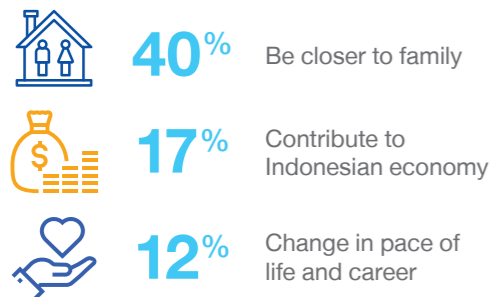 40% Be closer to family
$
17% Contribute to
Indonesian economy
12% Change in pace of
life and career